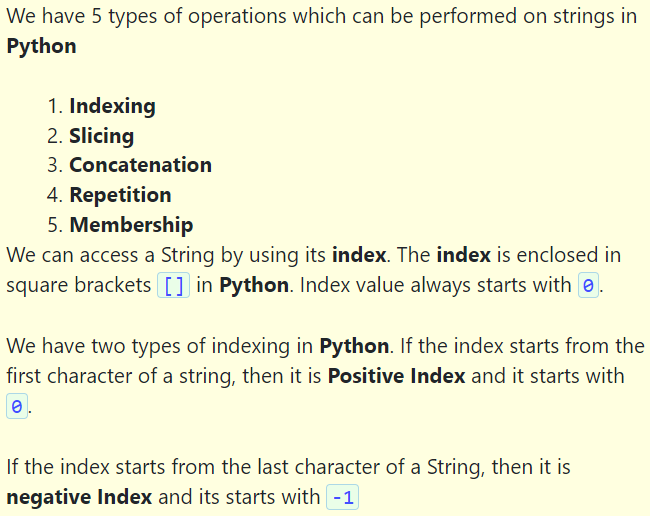 We have 5 types of operations which can be performed on strings in
Python
1. Indexing
2. Slicing
3. Concatenation
4. Repetition
5. Membership
We can access a String by using its index. The index is enclosed in
square brackets [] in Python. Index value always starts with 0.
We have two types of indexing in Python. If the index starts from the
first character of a string, then it is Positive Index and it starts with
0.
If the index starts from the last character of a String, then it is
negative Index and its starts with -1